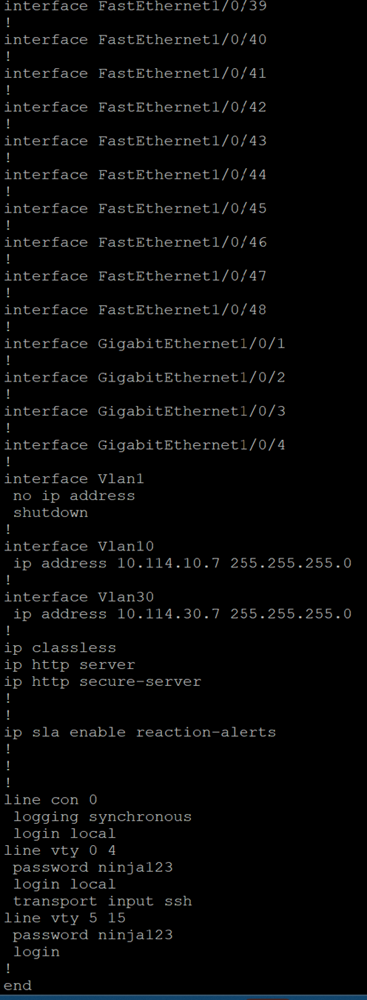 interface FastEthernet1/0/39
!
interface FastEthernet1/0/40
!
interface FastEthernet1/0/41
!
interface FastEthernet1/0/42
!
interface FastEthernet1/0/43
!
interface FastEthernet1/0/44
!
interface FastEthernet1/0/45
!
interface FastEthernet1/0/46
!
interface FastEthernet1/0/47
!
interface FastEthernet1/0/48
!
interface GigabitEthernet1/0/1
!
interface GigabitEthernet1/0/2
!
interface GigabitEthernet1/0/3
!
interface GigabitEthernet1/0/4
!
interface Vlan1
 no ip address
 shutdown
!
interface Vlan10
 ip address 10.114.10.7 255.255.255.0
!
interface Vlan30
 ip address 10.114.30.7 255.255.255.0
!
ip classless
ip http server
ip http secure-server
!
!
ip sla enable reaction-alerts
!
!
!
line con 0
 logging synchronous
 login local
line vty 0 4
 password ninja123
 login local
 transport input ssh
line vty 5 15
 password ninja123
 login
!
end